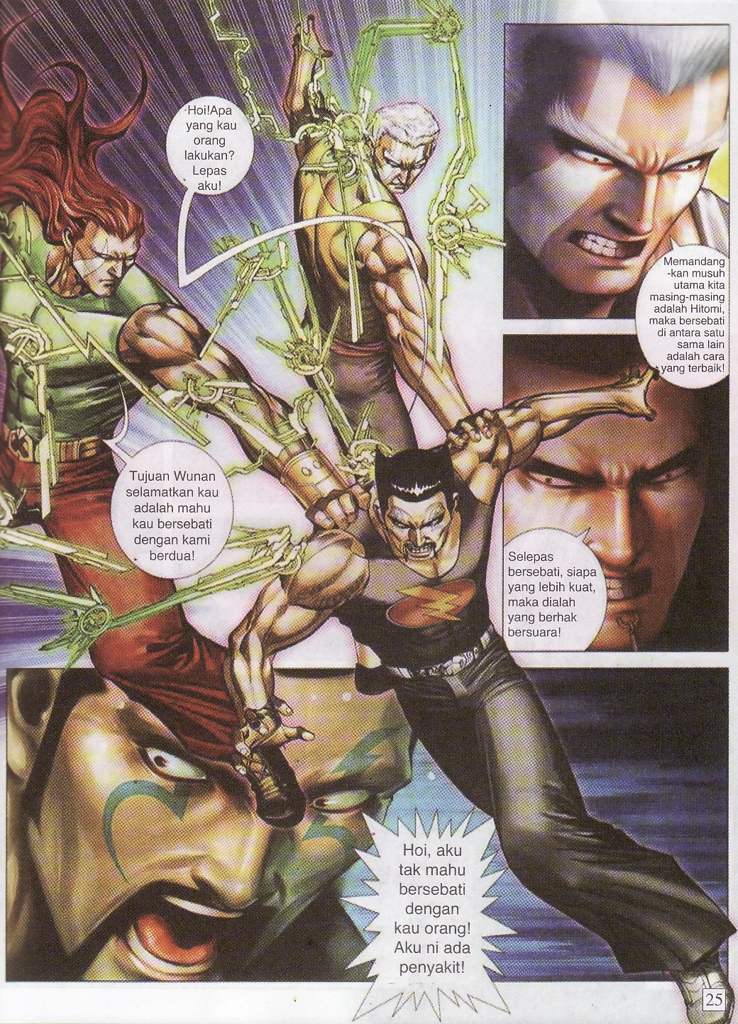 Hoi!Apa
yang kau
orang
lakukan?
Lepas
aku!
Memandang
-kan musuh
utama kita
masing-masing
adalah Hitomi,
maka bersebati
di antara satu
sama lain
adalah cara
yang terbaik!
Tujuan Wunan
selamatkan kau
adalah mahu
kau bersebati
dengan kami
berdua!
Selepas
bersebati, siapa
yang lebih kuat,
maka dialah
yang berhak
bersuara!
Hoi, aku
tak mahu
bersebati
dengan
kau orang!
Aku ni ada
penyakit!
25